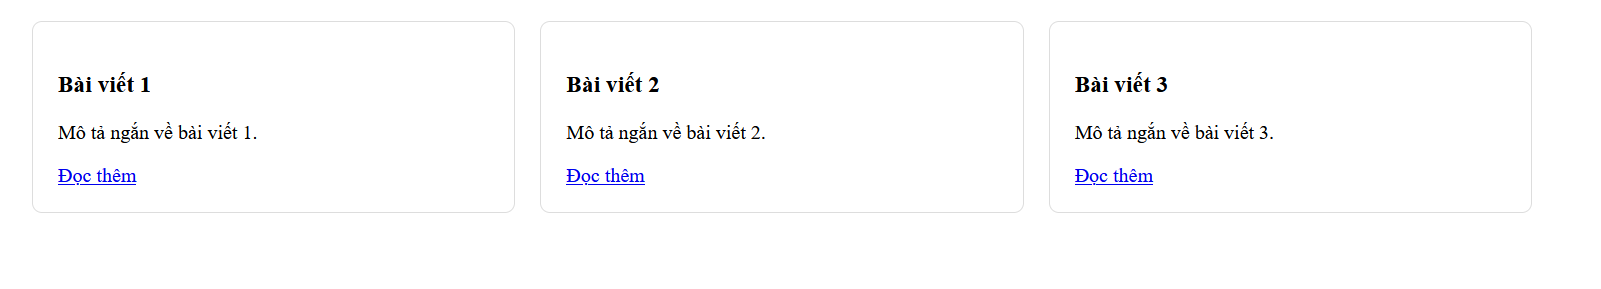 Bài viết 1
Mô tả ngắn về bài viết 1.
Đọc thêm
Bài viết 2
Mô tả ngắn về bài viết 2.
Đọc thêm
Bài viết 3
Mô tả ngắn về bài viết 3.
Đọc thêm